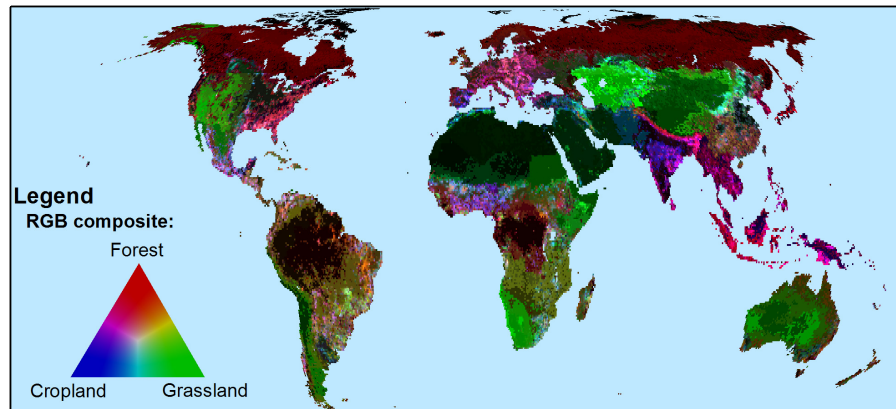 Legend
RGB composite:
Forest
Cropland
Grassland